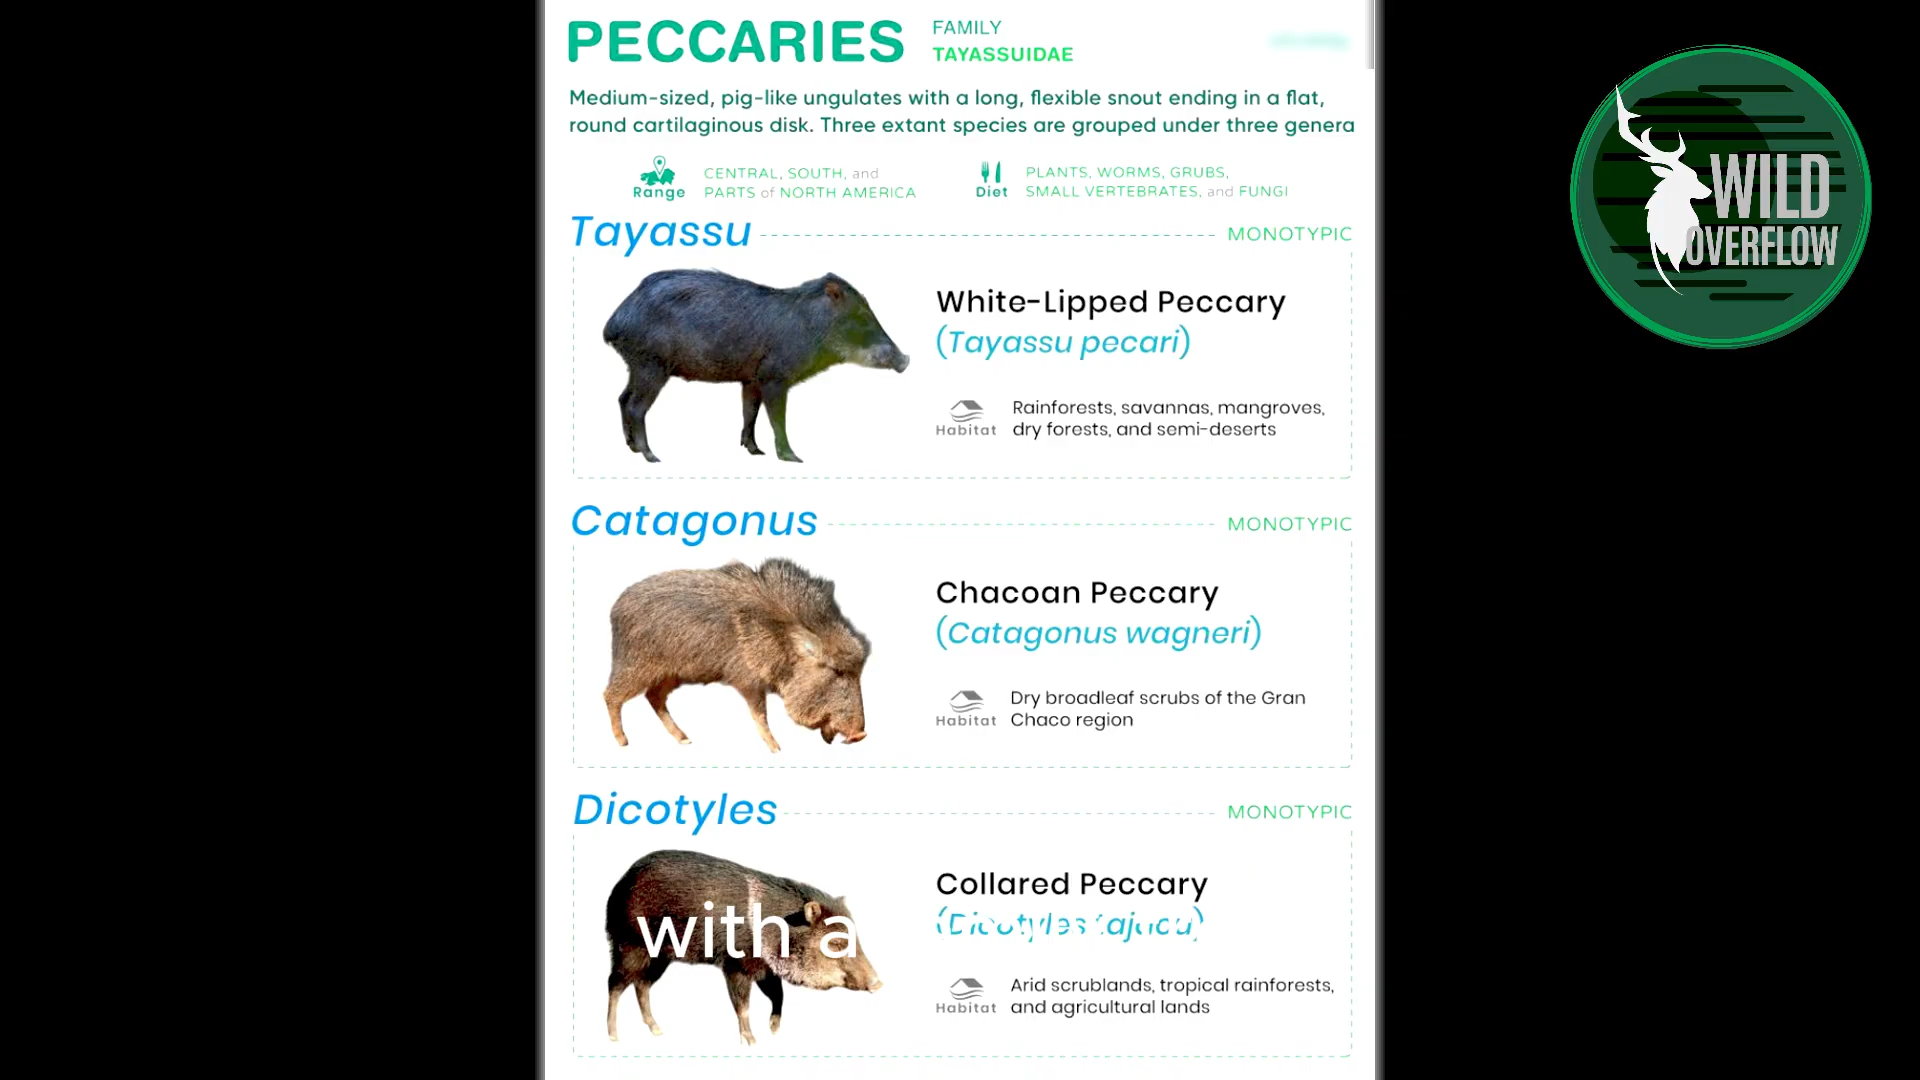 PECCARIES
FAMILY
TAYASSUIDAE
Medium-sized, pig-like ungulates with a long, flexible snout ending in a flat,
round cartilaginous disk. Three extant species are grouped under three genera
Range
CENTRAL, SOUTH, and
PARTS of NORTH AMERICA
Diet
PLANTS, WORMS, GRUBS,
SMALL VERTEBRATES, and FUNGI
Tayassu
MONOTYPIC
White-Lipped Peccary
(Tayassu pecari)
Habitat
Rainforests, savannas, mangroves,
dry forests, and semi-deserts
Catagonus
MONOTYPIC
Chacoan Peccary
(Catagonus wagneri)
Habitat
Dry broadleaf scrubs of the Gran
Chaco region
Dicotyles
MONOTYPIC
Collared Peccary
(Dicotyles tajacu)
with a
Habitat
Arid scrublands, tropical rainforests,
and agricultural lands
WILD
OVERFLOW